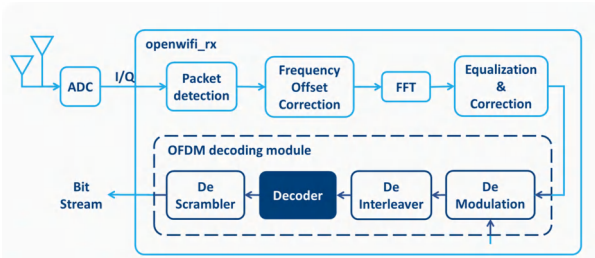 openwifi_rx
I/Q
ADC
Packet
detection
Frequency
Offset
Correction
FFT
Equalization
&
Correction
OFDM decoding module
Bit
Stream
De
Scrambler
Decoder
De
Interleaver
De
Modulation